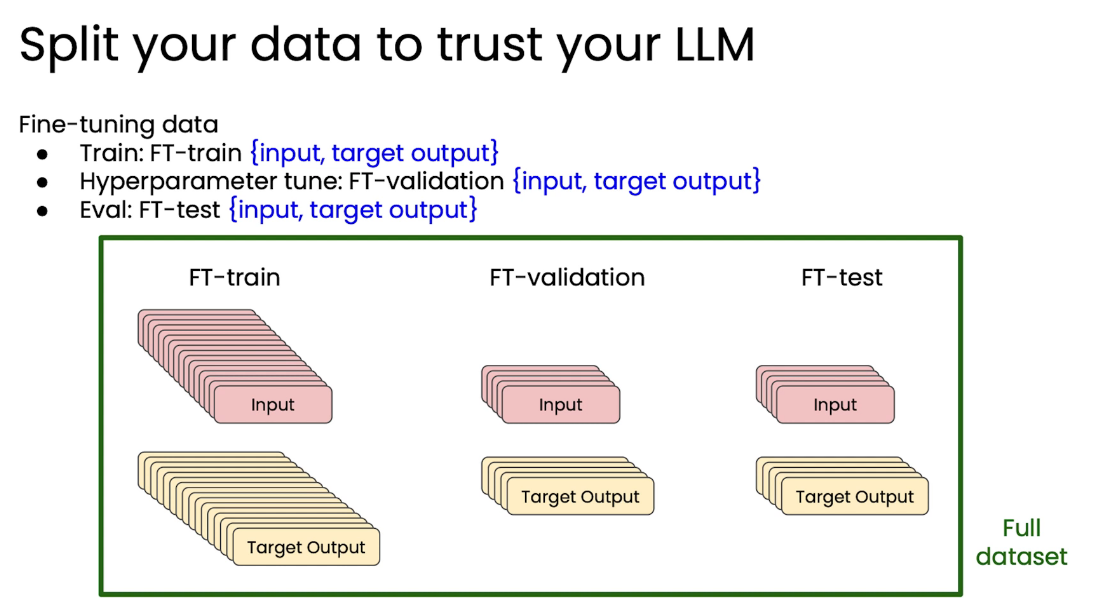 Split your data to trust your LLM
Fine-tuning data
● Train: FT-train {input, target output}
● Hyperparameter tune: FT-validation {input, target output}
● Eval: FT-test {input, target output}
FT-train
FT-validation
FT-test
Input
Input
Input
Target Output
Target Output
Target Output
Full
dataset